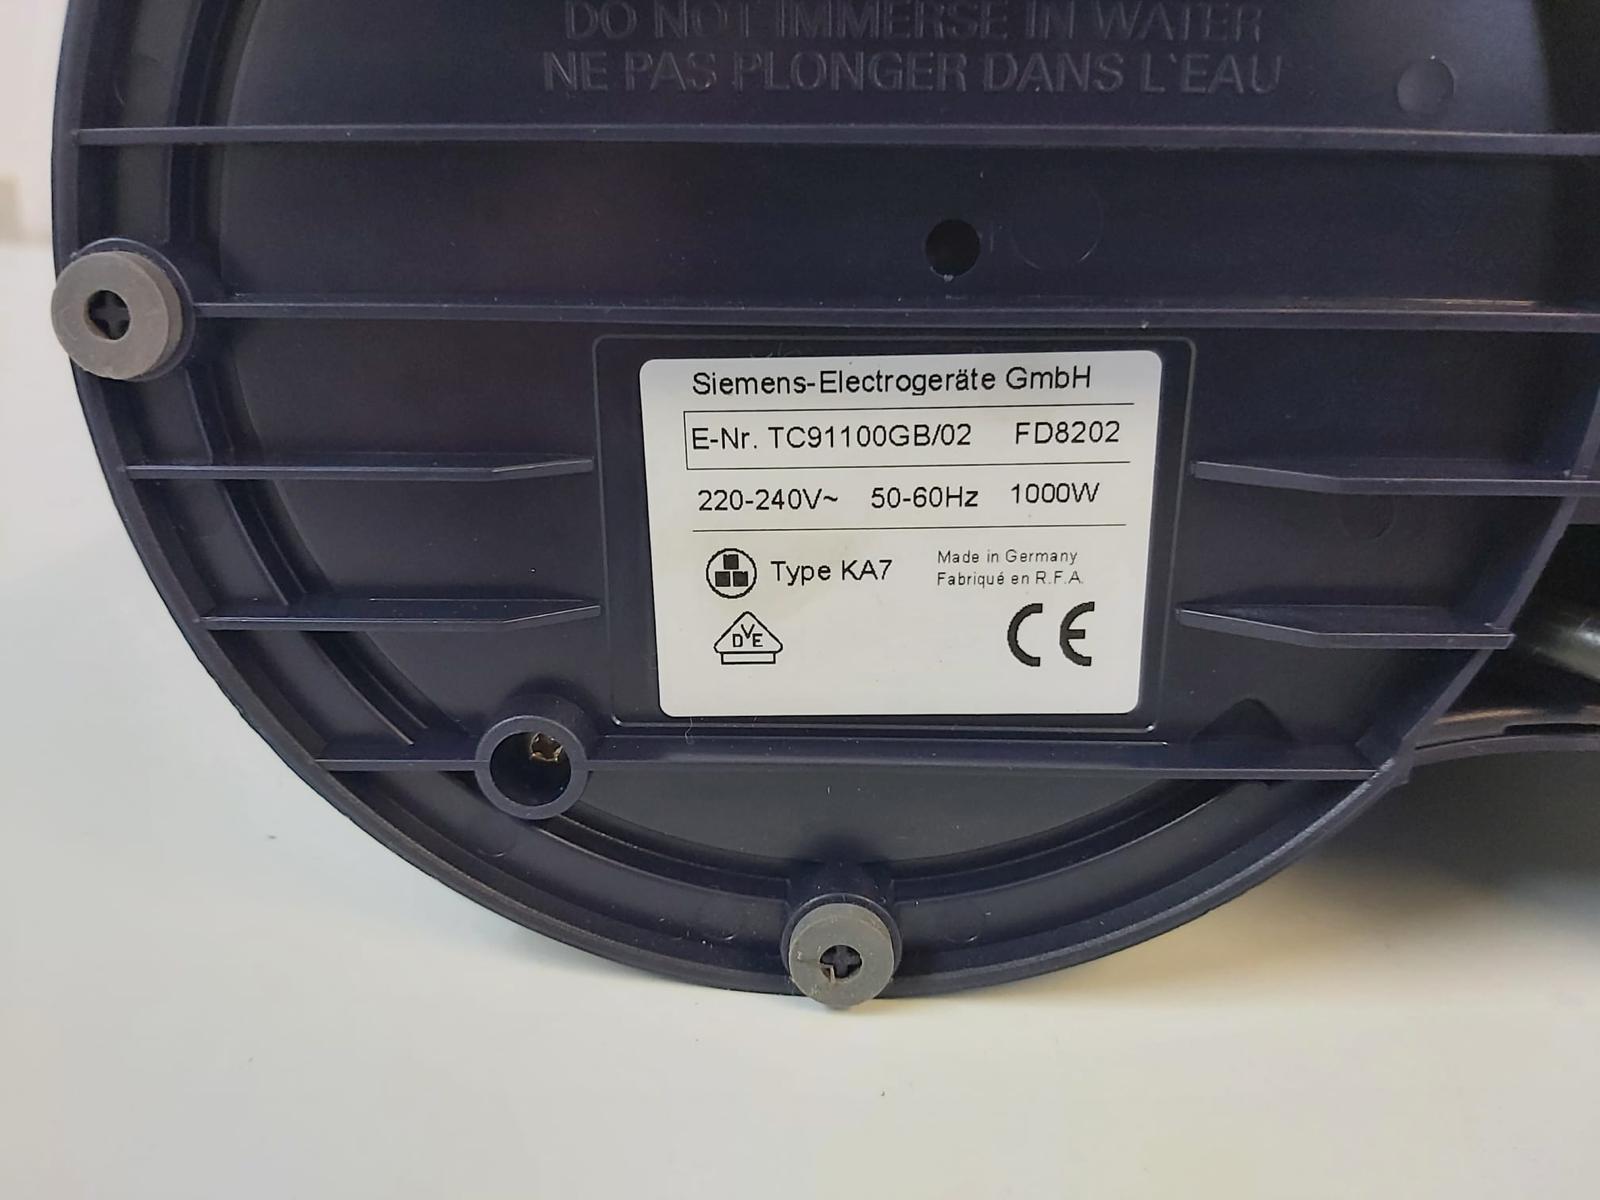 DO NOT IMMERSE IN WATER
NE PAS PLONGER DANS L'EAU
Siemens-Electrogeräte GmbH
E-Nr. TC91100GB/02 FD8202
220-240V~ 50-60Hz 1000W
Type KA7
Made in Germany
Fabriqué en R.F.A.
DVE
CE